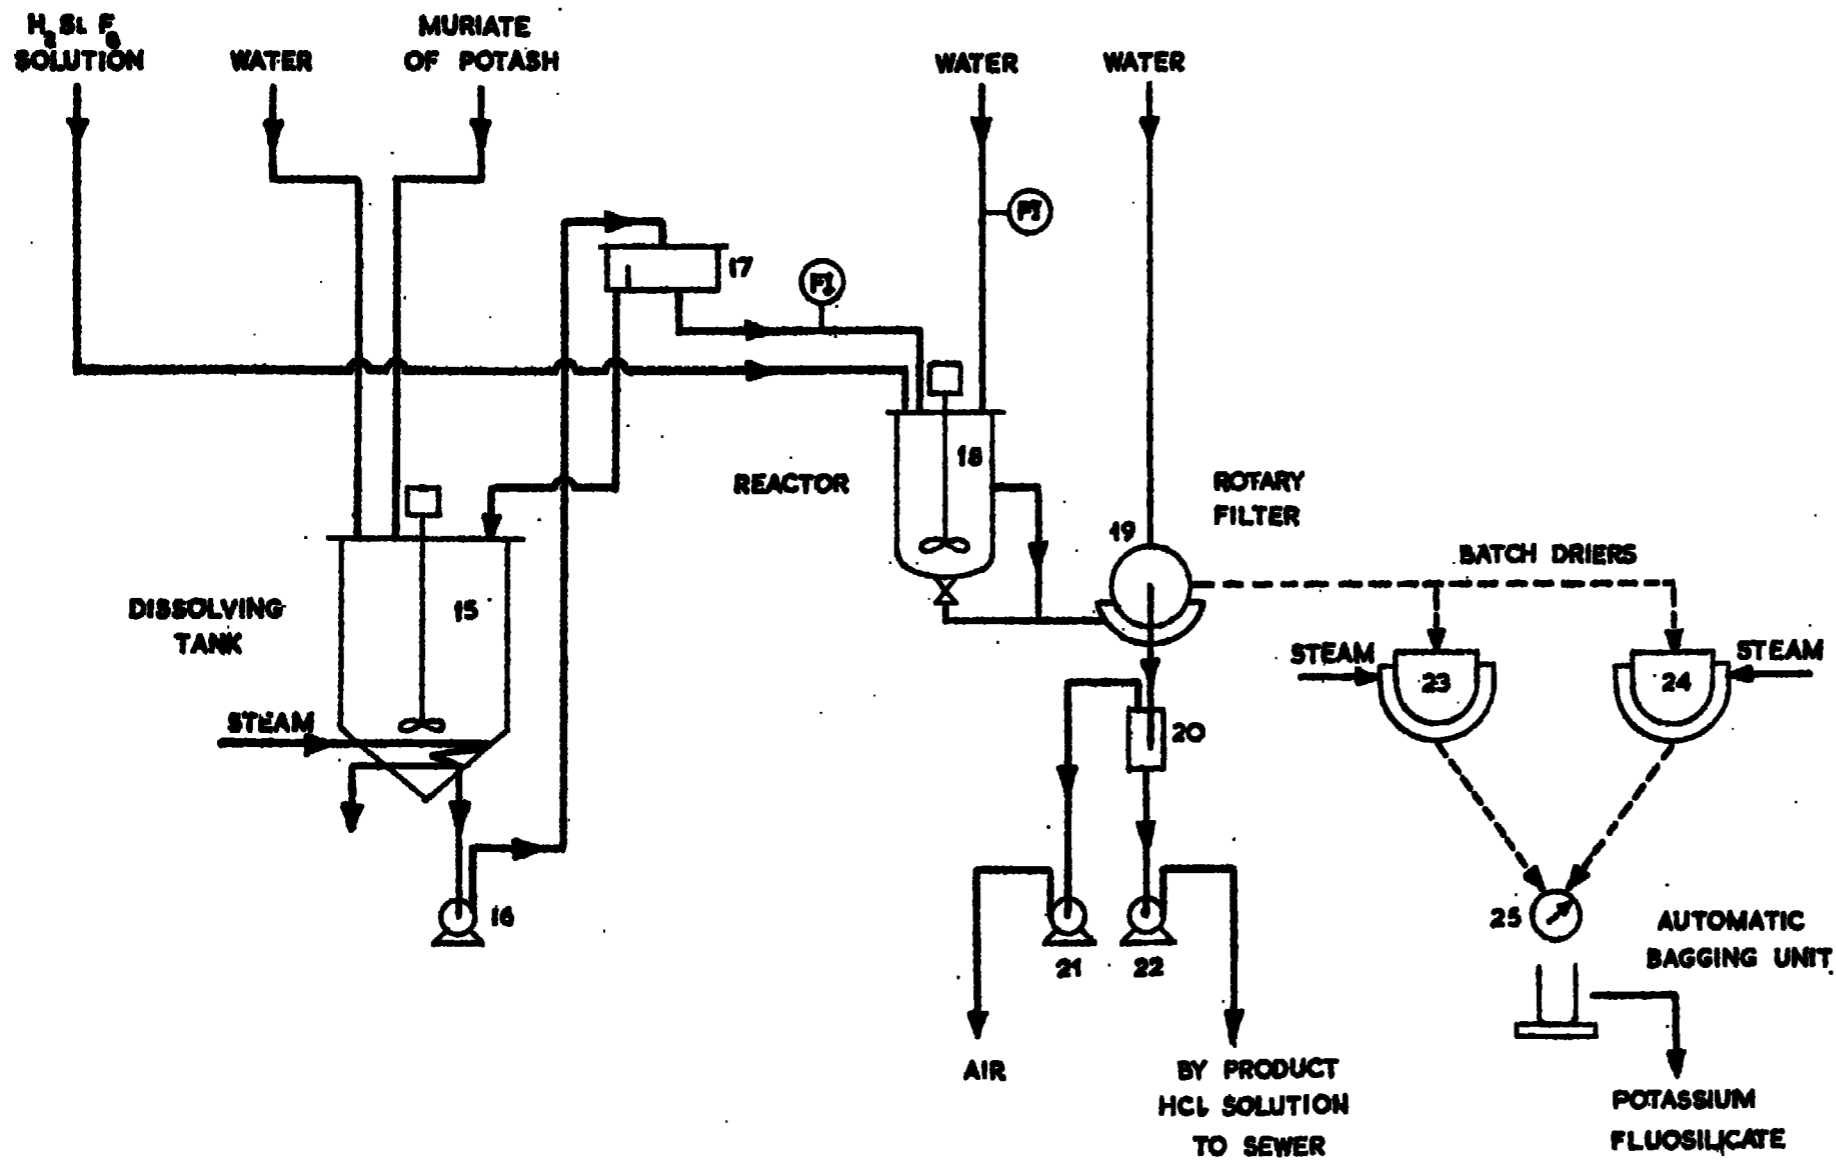 H2Si F6
SOLUTION
WATER
MURIATE
OF POTASH
WATER
WATER
FI
17
FI
18
REACTOR
ROTARY
FILTER
19
BATCH DRIERS
DISSOLVING
TANK
15
STEAM
23
24
STEAM
STEAM
20
16
25
AUTOMATIC
BAGGING UNIT
21
22
AIR
BY PRODUCT
HCl SOLUTION
TO SEWER
POTASSIUM
FLUOSILICATE